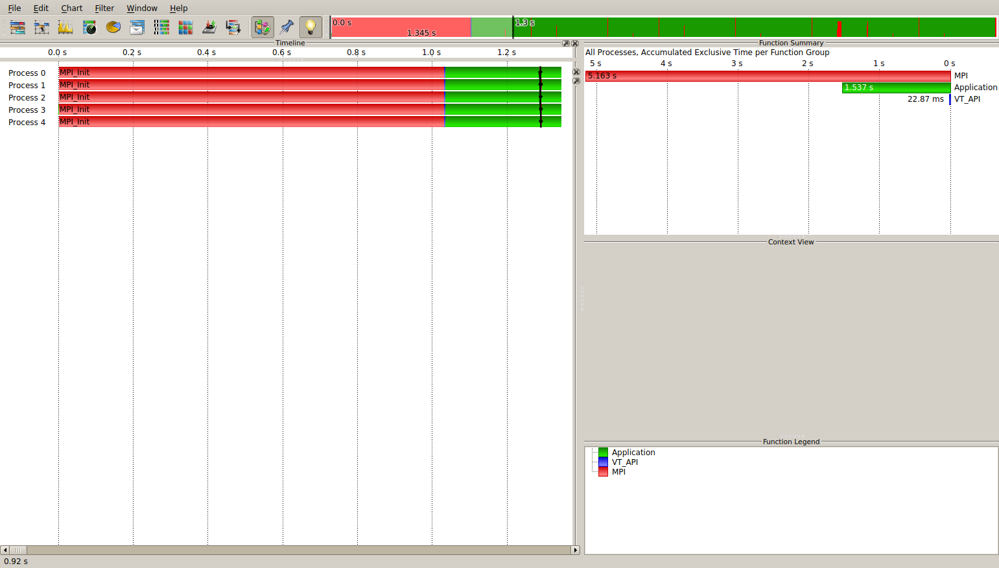 File Edit Chart Filter Window Help
0.0 s
1.345 s
1.3 s
Timeline
0.0 s 0.2 s 0.4 s 0.6 s 0.8 s 1.0 s 1.2 s
Process 0 MPI_Init
Process 1 MPI_Init
Process 2 MPI_Init
Process 3 MPI_Init
Process 4 MPI_Init
Function Summary
All Processes, Accumulated Exclusive Time per Function Group
5 s 4 s 3 s 2 s 1 s 0 s
5.163 s MPI
1.537 s Application
22.87 ms VT_API
Context View
Function Legend
Application
VT_API
MPI
0.92 s